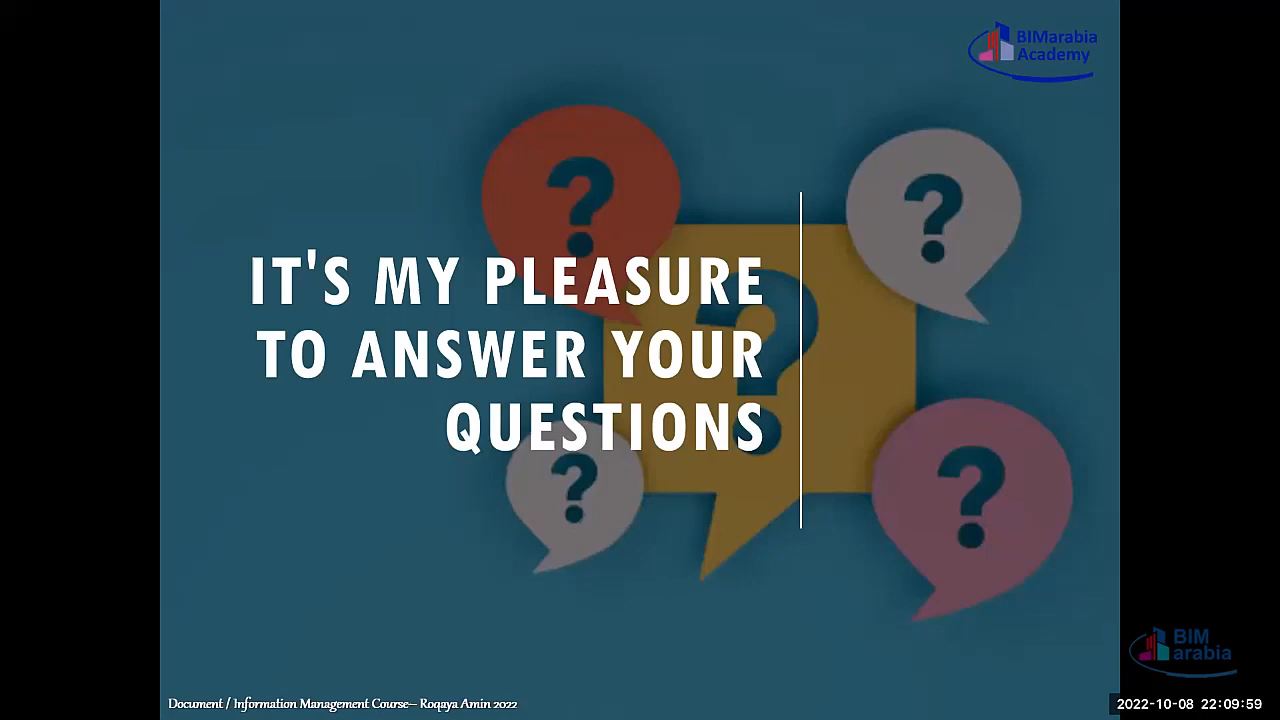 BIMarabia
Academy
?
?
IT'S MY PLEASURE
TO ANSWER YOUR
QUESTIONS
?
?
?
BIM
arabia
Document / Information Management Course– Roqaya Amin 2022
2022-10-08 22:09:59